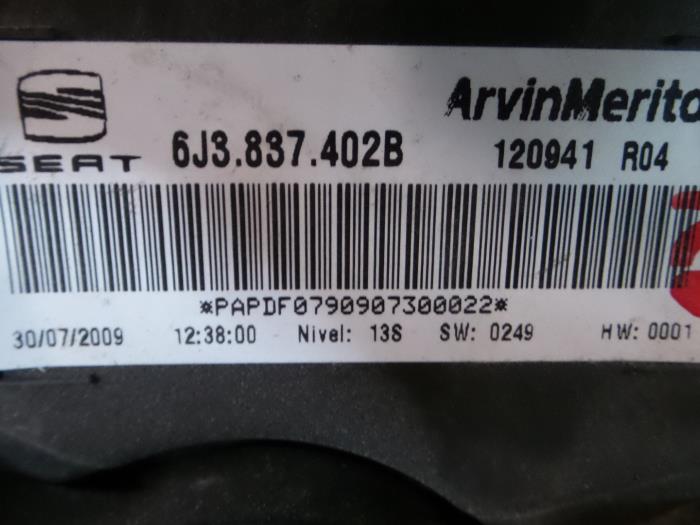 SEAT
6J3.837.402B
ArvinMerito
120941 R04
*PAPDF0790907300022*
30/07/2009 12:38:00 Nivel: 13S SW: 0249 HW: 0001